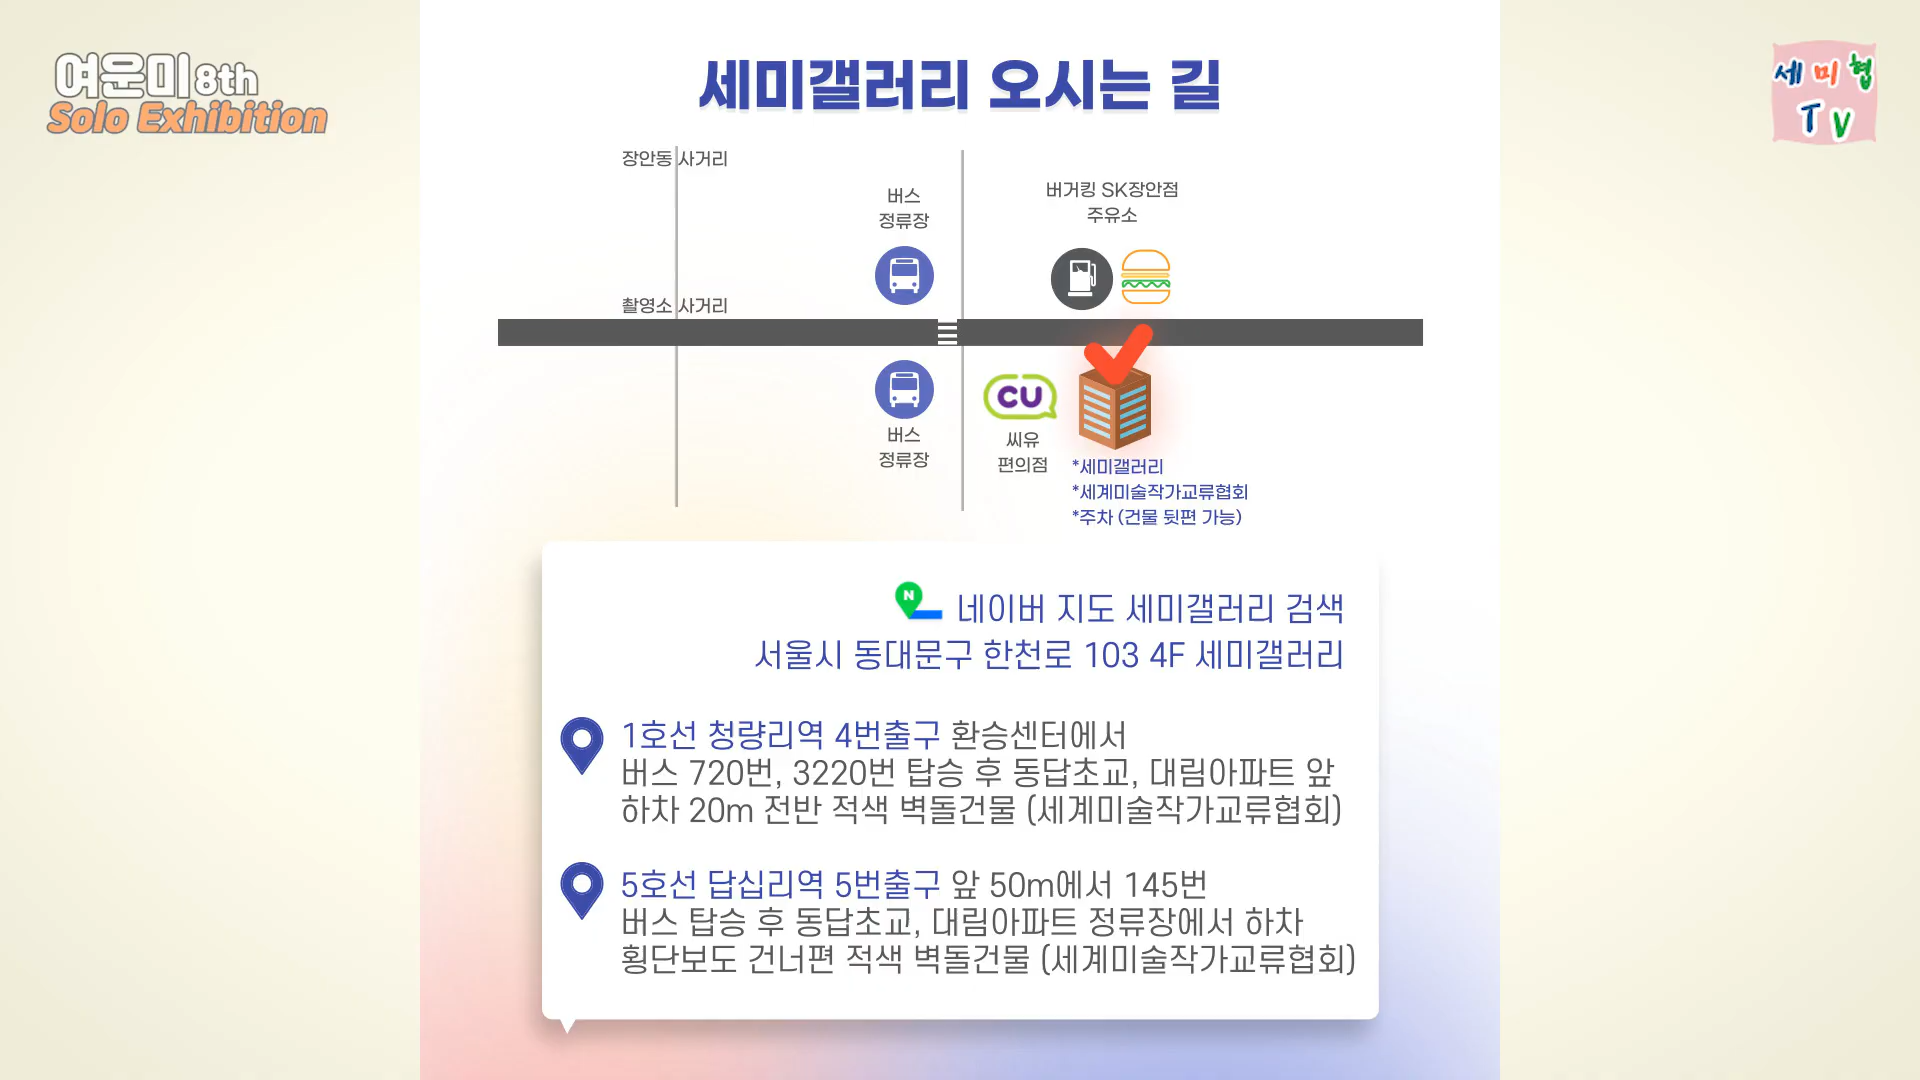 여운미 8th
Solo Exhibition
세미협
TV
세미갤러리 오시는 길
장안동 사거리
버스
정류장
버거킹 SK장안점
주유소
촬영소 사거리
버스
정류장
CU
씨유
편의점
*세미갤러리
*세계미술작가교류협회
*주차 (건물 뒷편 가능)
N
네이버 지도 세미갤러리 검색
서울시 동대문구 한천로 103 4F 세미갤러리
1호선 청량리역 4번출구 환승센터에서
버스 720번, 3220번 탑승 후 동답초교, 대림아파트 앞
하차 20m 전반 적색 벽돌건물 (세계미술작가교류협회)
5호선 답십리역 5번출구 앞 50m에서 145번
버스 탑승 후 동답초교, 대림아파트 정류장에서 하차
횡단보도 건너편 적색 벽돌건물 (세계미술작가교류협회)